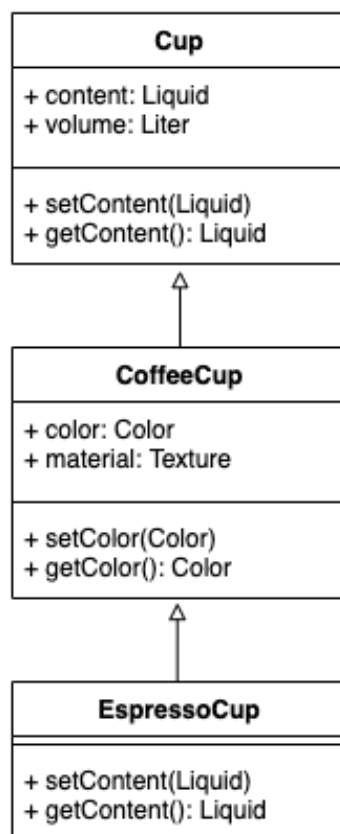 Cup
+ content: Liquid
+ volume: Liter
+ setContent(Liquid)
+ getContent(): Liquid
CoffeeCup
+ color: Color
+ material: Texture
+ setColor(Color)
+ getColor(): Color
EspressoCup
+ setContent(Liquid)
+ getContent(): Liquid